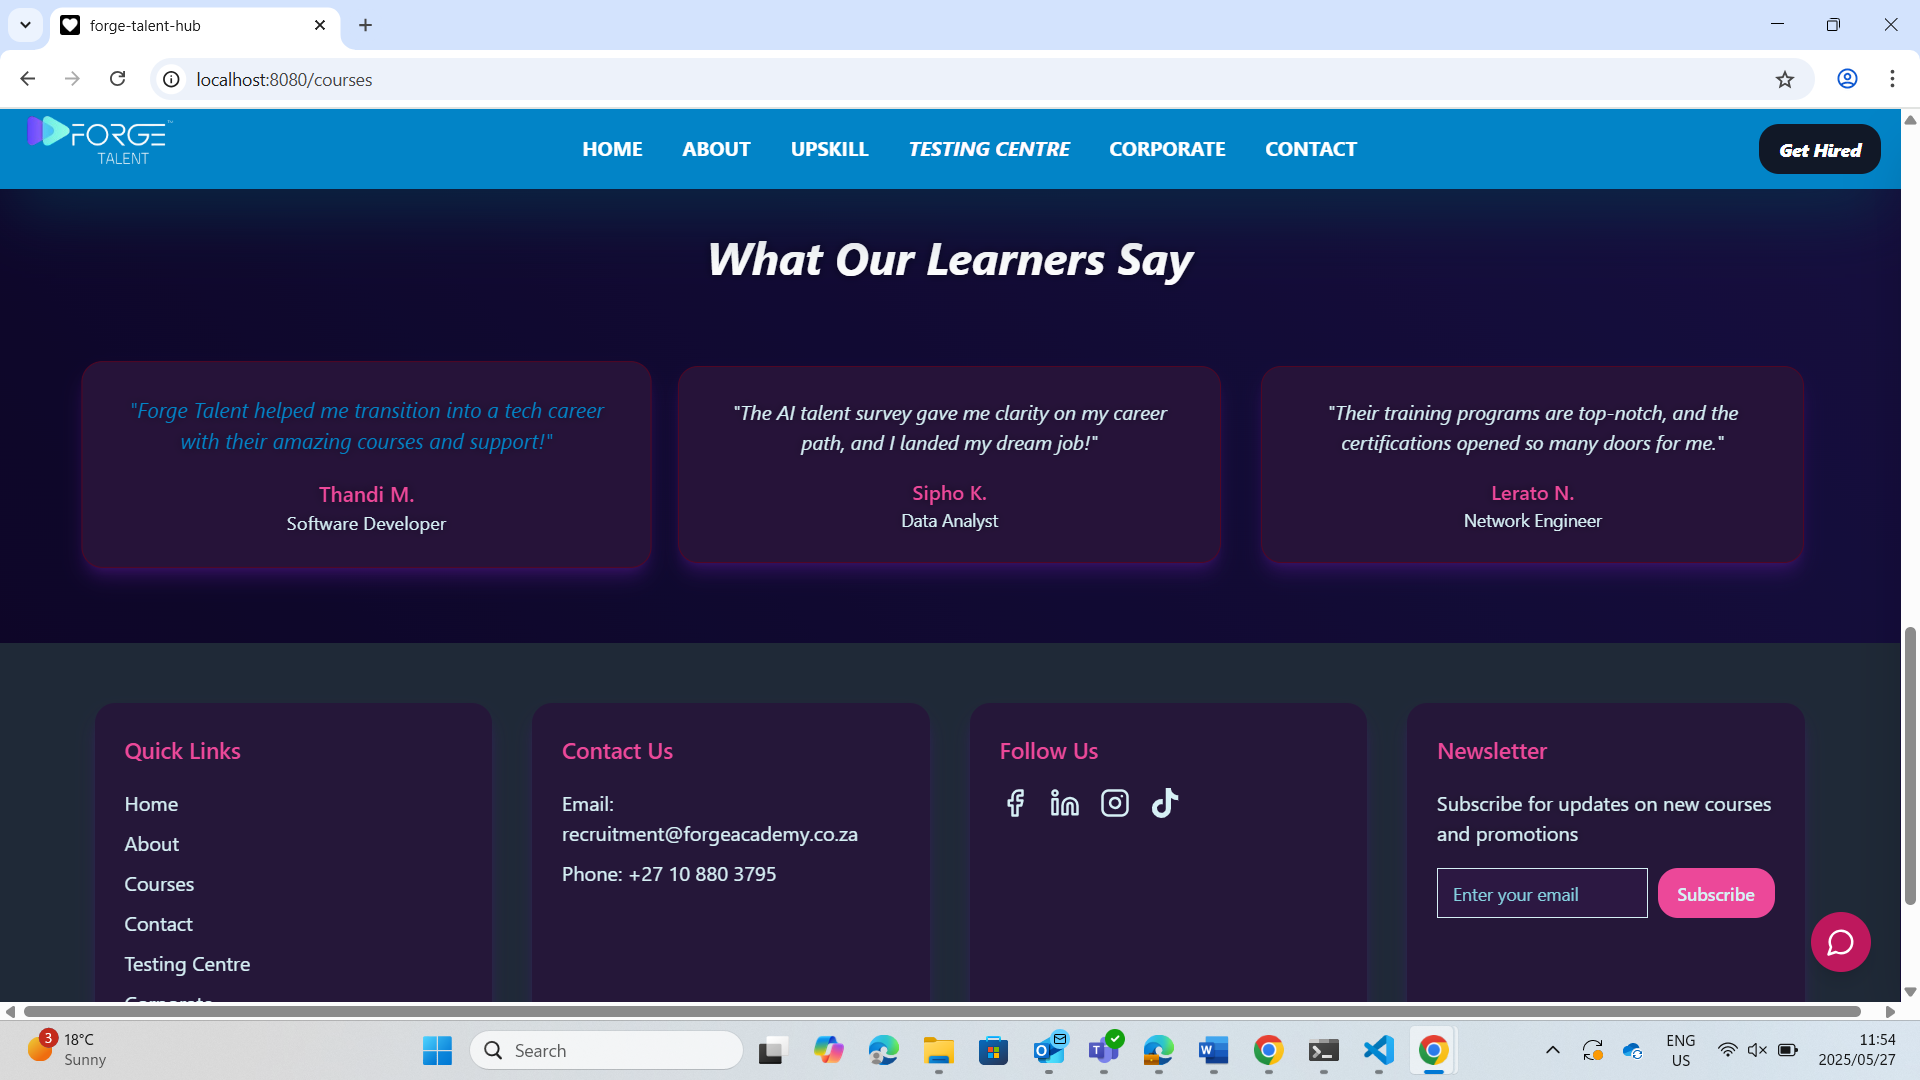 forge-talent-hub
localhost:8080/courses
FORGE™
TALENT
HOME
ABOUT
UPSKILL
TESTING CENTRE
CORPORATE
CONTACT
Get Hired
What Our Learners Say
"Forge Talent helped me transition into a tech career
with their amazing courses and support!"
Thandi M.
Software Developer
"The AI talent survey gave me clarity on my career
path, and I landed my dream job!"
Sipho K.
Data Analyst
"Their training programs are top-notch, and the
certifications opened so many doors for me."
Lerato N.
Network Engineer
Quick Links
Home
About
Courses
Contact
Testing Centre
Corporate
Contact Us
Email:
recruitment@forgeacademy.co.za
Phone: +27 10 880 3795
Follow Us
Newsletter
Subscribe for updates on new courses
and promotions
Enter your email
Subscribe
3
18°C
Sunny
Search
ENG
US
11:54
2025/05/27